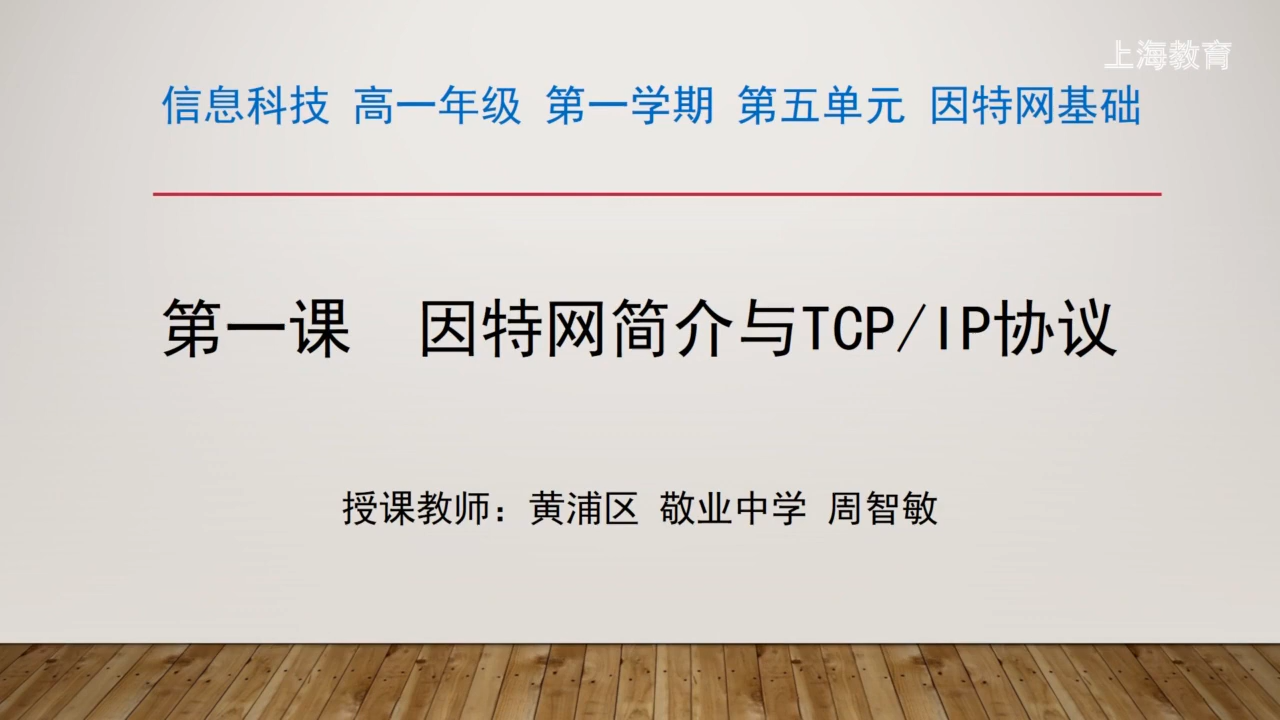 上海教育
信息科技 高一年级 第一学期 第五单元 因特网基础
第一课 因特网简介与TCP/IP协议
授课教师：黄浦区 敬业中学 周智敏